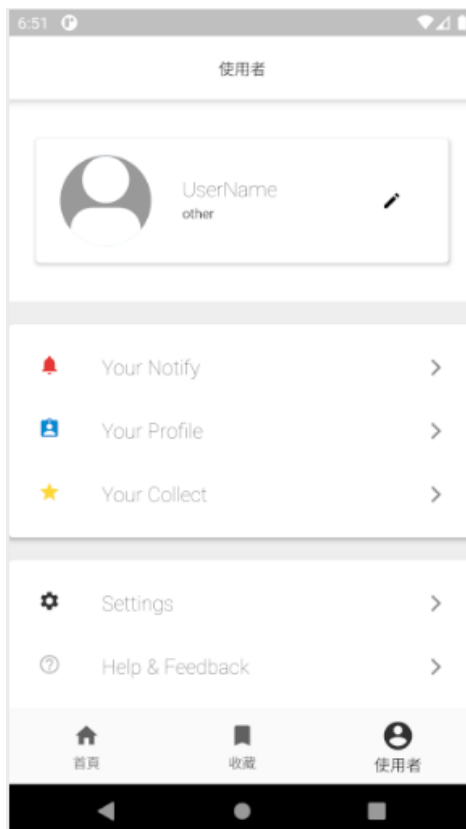 6:51
使用者
UserName
other
Your Notify
Your Profile
Your Collect
Settings
Help & Feedback
首頁 收藏 使用者